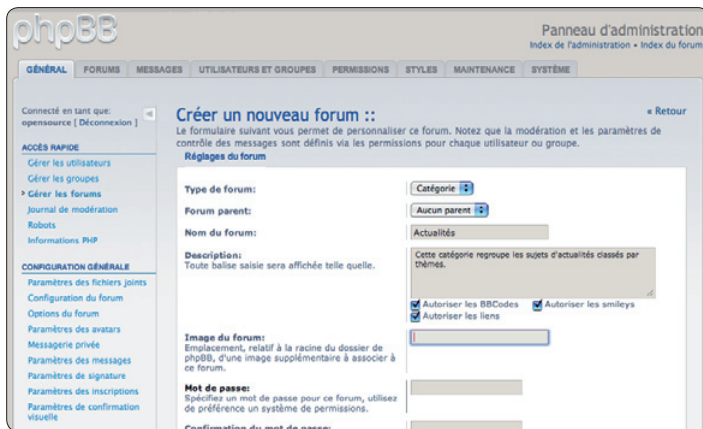 phpBB
Panneau d'administration
Index de l'administration • Index du forum
GÉNÉRAL FORUMS MESSAGES UTILISATEURS ET GROUPES PERMISSIONS STYLES MAINTENANCE SYSTÈME
Connecté en tant que:
opensource [ Déconnexion ]
ACCÈS RAPIDE
Gérer les utilisateurs
Gérer les groupes
Gérer les forums
Journal de modération
Robots
Informations PHP
CONFIGURATION GÉNÉRALE
Paramètres des fichiers joints
Configuration du forum
Options du forum
Paramètres des avatars
Messagerie privée
Paramètres des messages
Paramètres de signature
Paramètres des inscriptions
Paramètres de confirmation
visuelle
Créer un nouveau forum ::
« Retour
Le formulaire suivant vous permet de personnaliser ce forum. Notez que la modération et les paramètres de
contrôle des messages sont définis via les permissions pour chaque utilisateur ou groupe.
Réglages du forum
Type de forum:
Catégorie
Forum parent:
Aucun parent
Nom du forum:
Actualités
Description:
Toute balise saisie sera affichée telle quelle.
Cette catégorie regroupe les sujets d'actualités classés par
thèmes.
Autoriser les BBCodes Autoriser les smileys
Autoriser les liens
Image du forum:
Emplacement, relatif à la racine du dossier de
phpBB, d'une image supplémentaire à associer à
ce forum.
Mot de passe:
Spécifiez un mot de passe pour ce forum, utilisez
de préférence un système de permissions.
Confirmation du mot de passe: